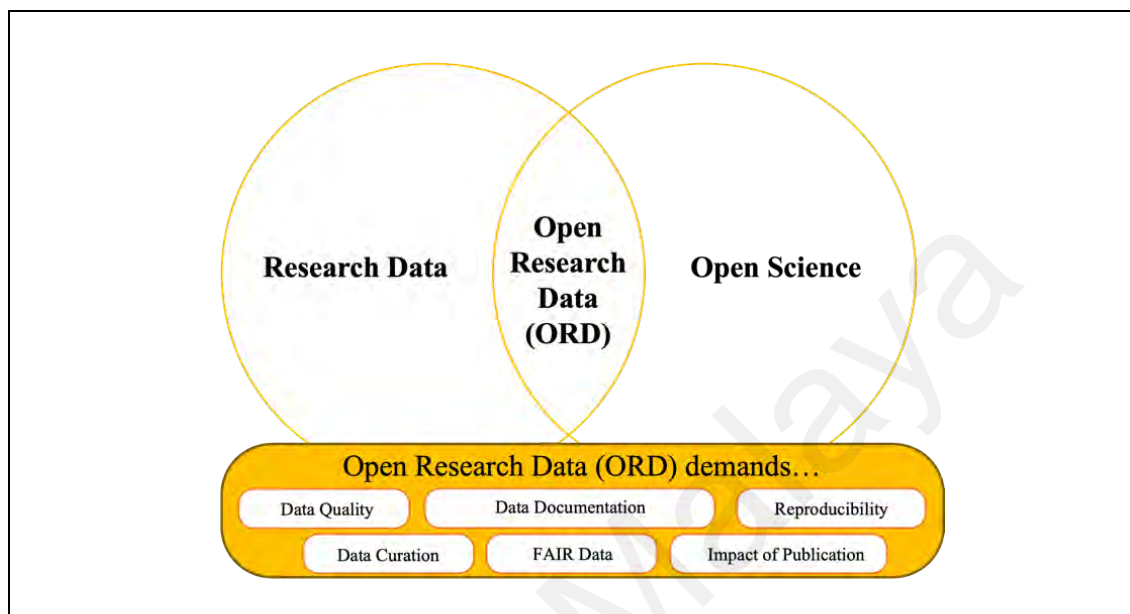 Research Data
Open
Research
Data
(ORD)
Open Science
Open Research Data (ORD) demands…
Data Quality
Data Documentation
Reproducibility
Data Curation
FAIR Data
Impact of Publication
Malaya